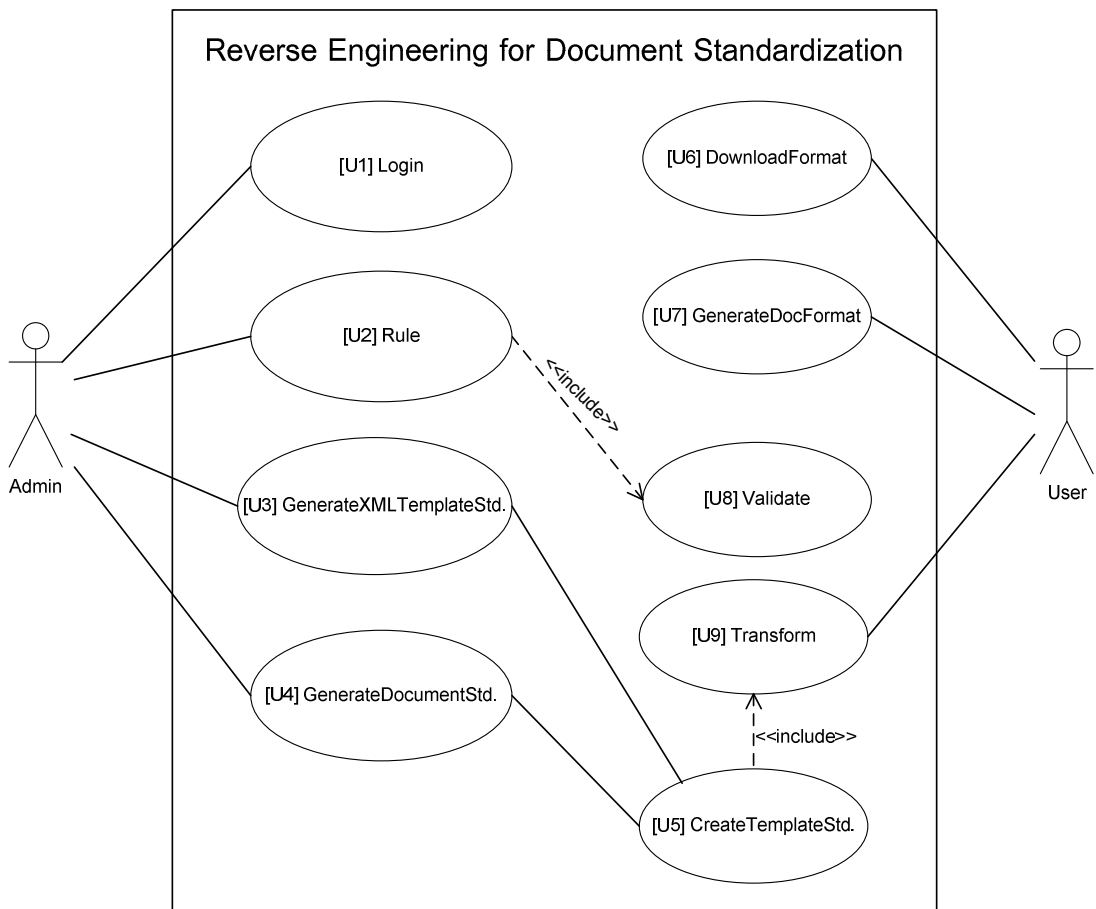 Reverse Engineering for Document Standardization
[U1] Login
[U6] DownloadFormat
[U2] Rule
[U7] GenerateDocFormat
<<include>>
Admin
[U3] GenerateXMLTemplateStd.
[U8] Validate
User
[U9] Transform
[U4] GenerateDocumentStd.
<<include>>
[U5] CreateTemplateStd.